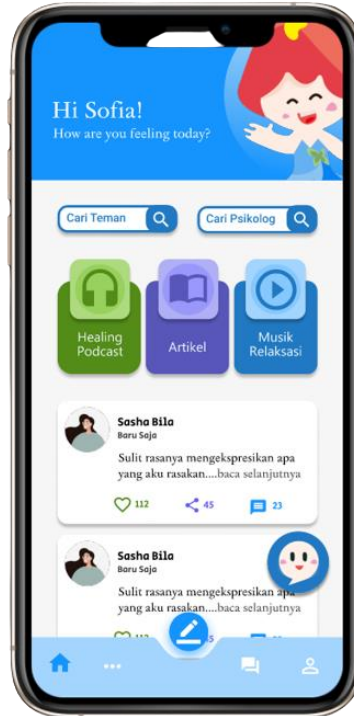 Hi Sofia!
How are you feeling today?
Cari Teman
Cari Psikolog
Healing
Podcast
Artikel
Musik
Relaksasi
Sasha Bila
Baru Saja
Sulit rasanya mengekspresikan apa
yang aku rasakan....baca selanjutnya
112
45
23
Sasha Bila
Baru Saja
Sulit rasanya mengekspresikan apa
yang aku rasakan....baca selanjutnya